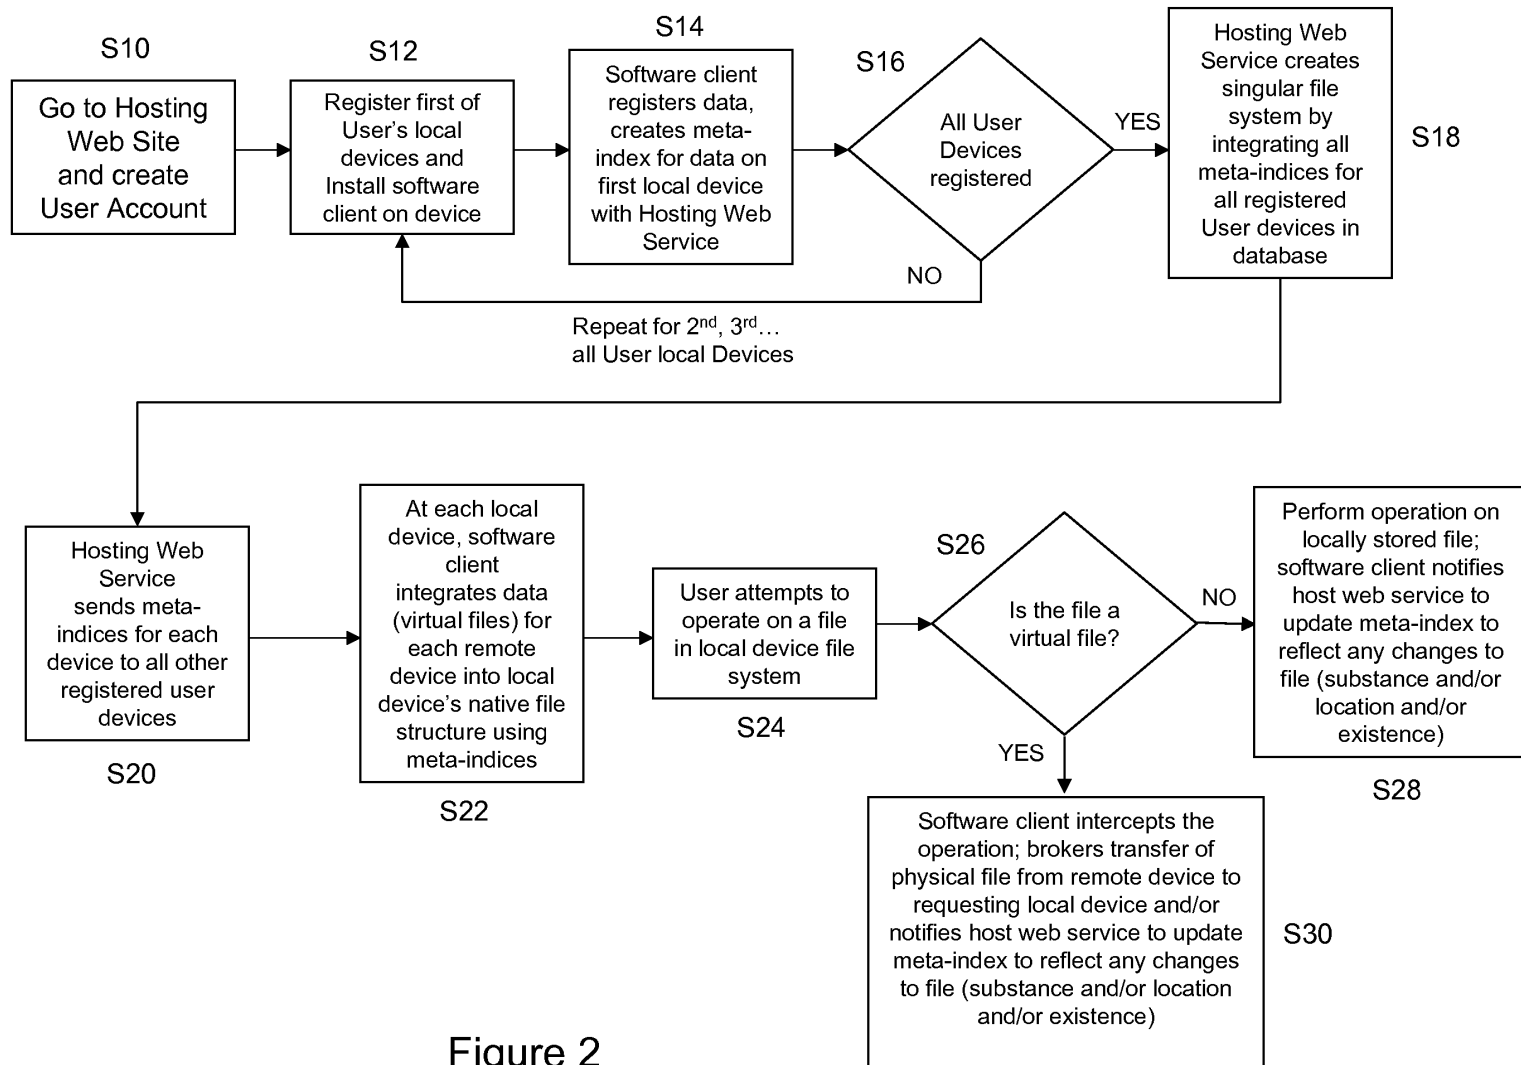 S10
Go to Hosting
Web Site
and create
User Account
S12
Register first of
User's local
devices and
Install software
client on device
S14
Software client
registers data,
creates meta-
index for data on
first local device
with Hosting Web
Service
S16
All User
Devices
registered
YES
NO
Repeat for 2nd, 3rd…
all User local Devices
Hosting Web
Service creates
singular file
system by
integrating all
meta-indices for
all registered
User devices in
database
S18
Hosting Web
Service
sends meta-
indices for each
device to all other
registered user
devices
S20
At each local
device, software
client
integrates data
(virtual files) for
each remote
device into local
device's native file
structure using
meta-indices
S22
User attempts to
operate on a file
in local device file
system
S24
S26
Is the file a
virtual file?
NO
YES
Perform operation on
locally stored file;
software client notifies
host web service to
update meta-index to
reflect any changes to
file (substance and/or
location and/or
existence)
S28
Software client intercepts the
operation; brokers transfer of
physical file from remote device to
requesting local device and/or
notifies host web service to update
meta-index to reflect any changes
to file (substance and/or location
and/or existence)
S30
Figure 2